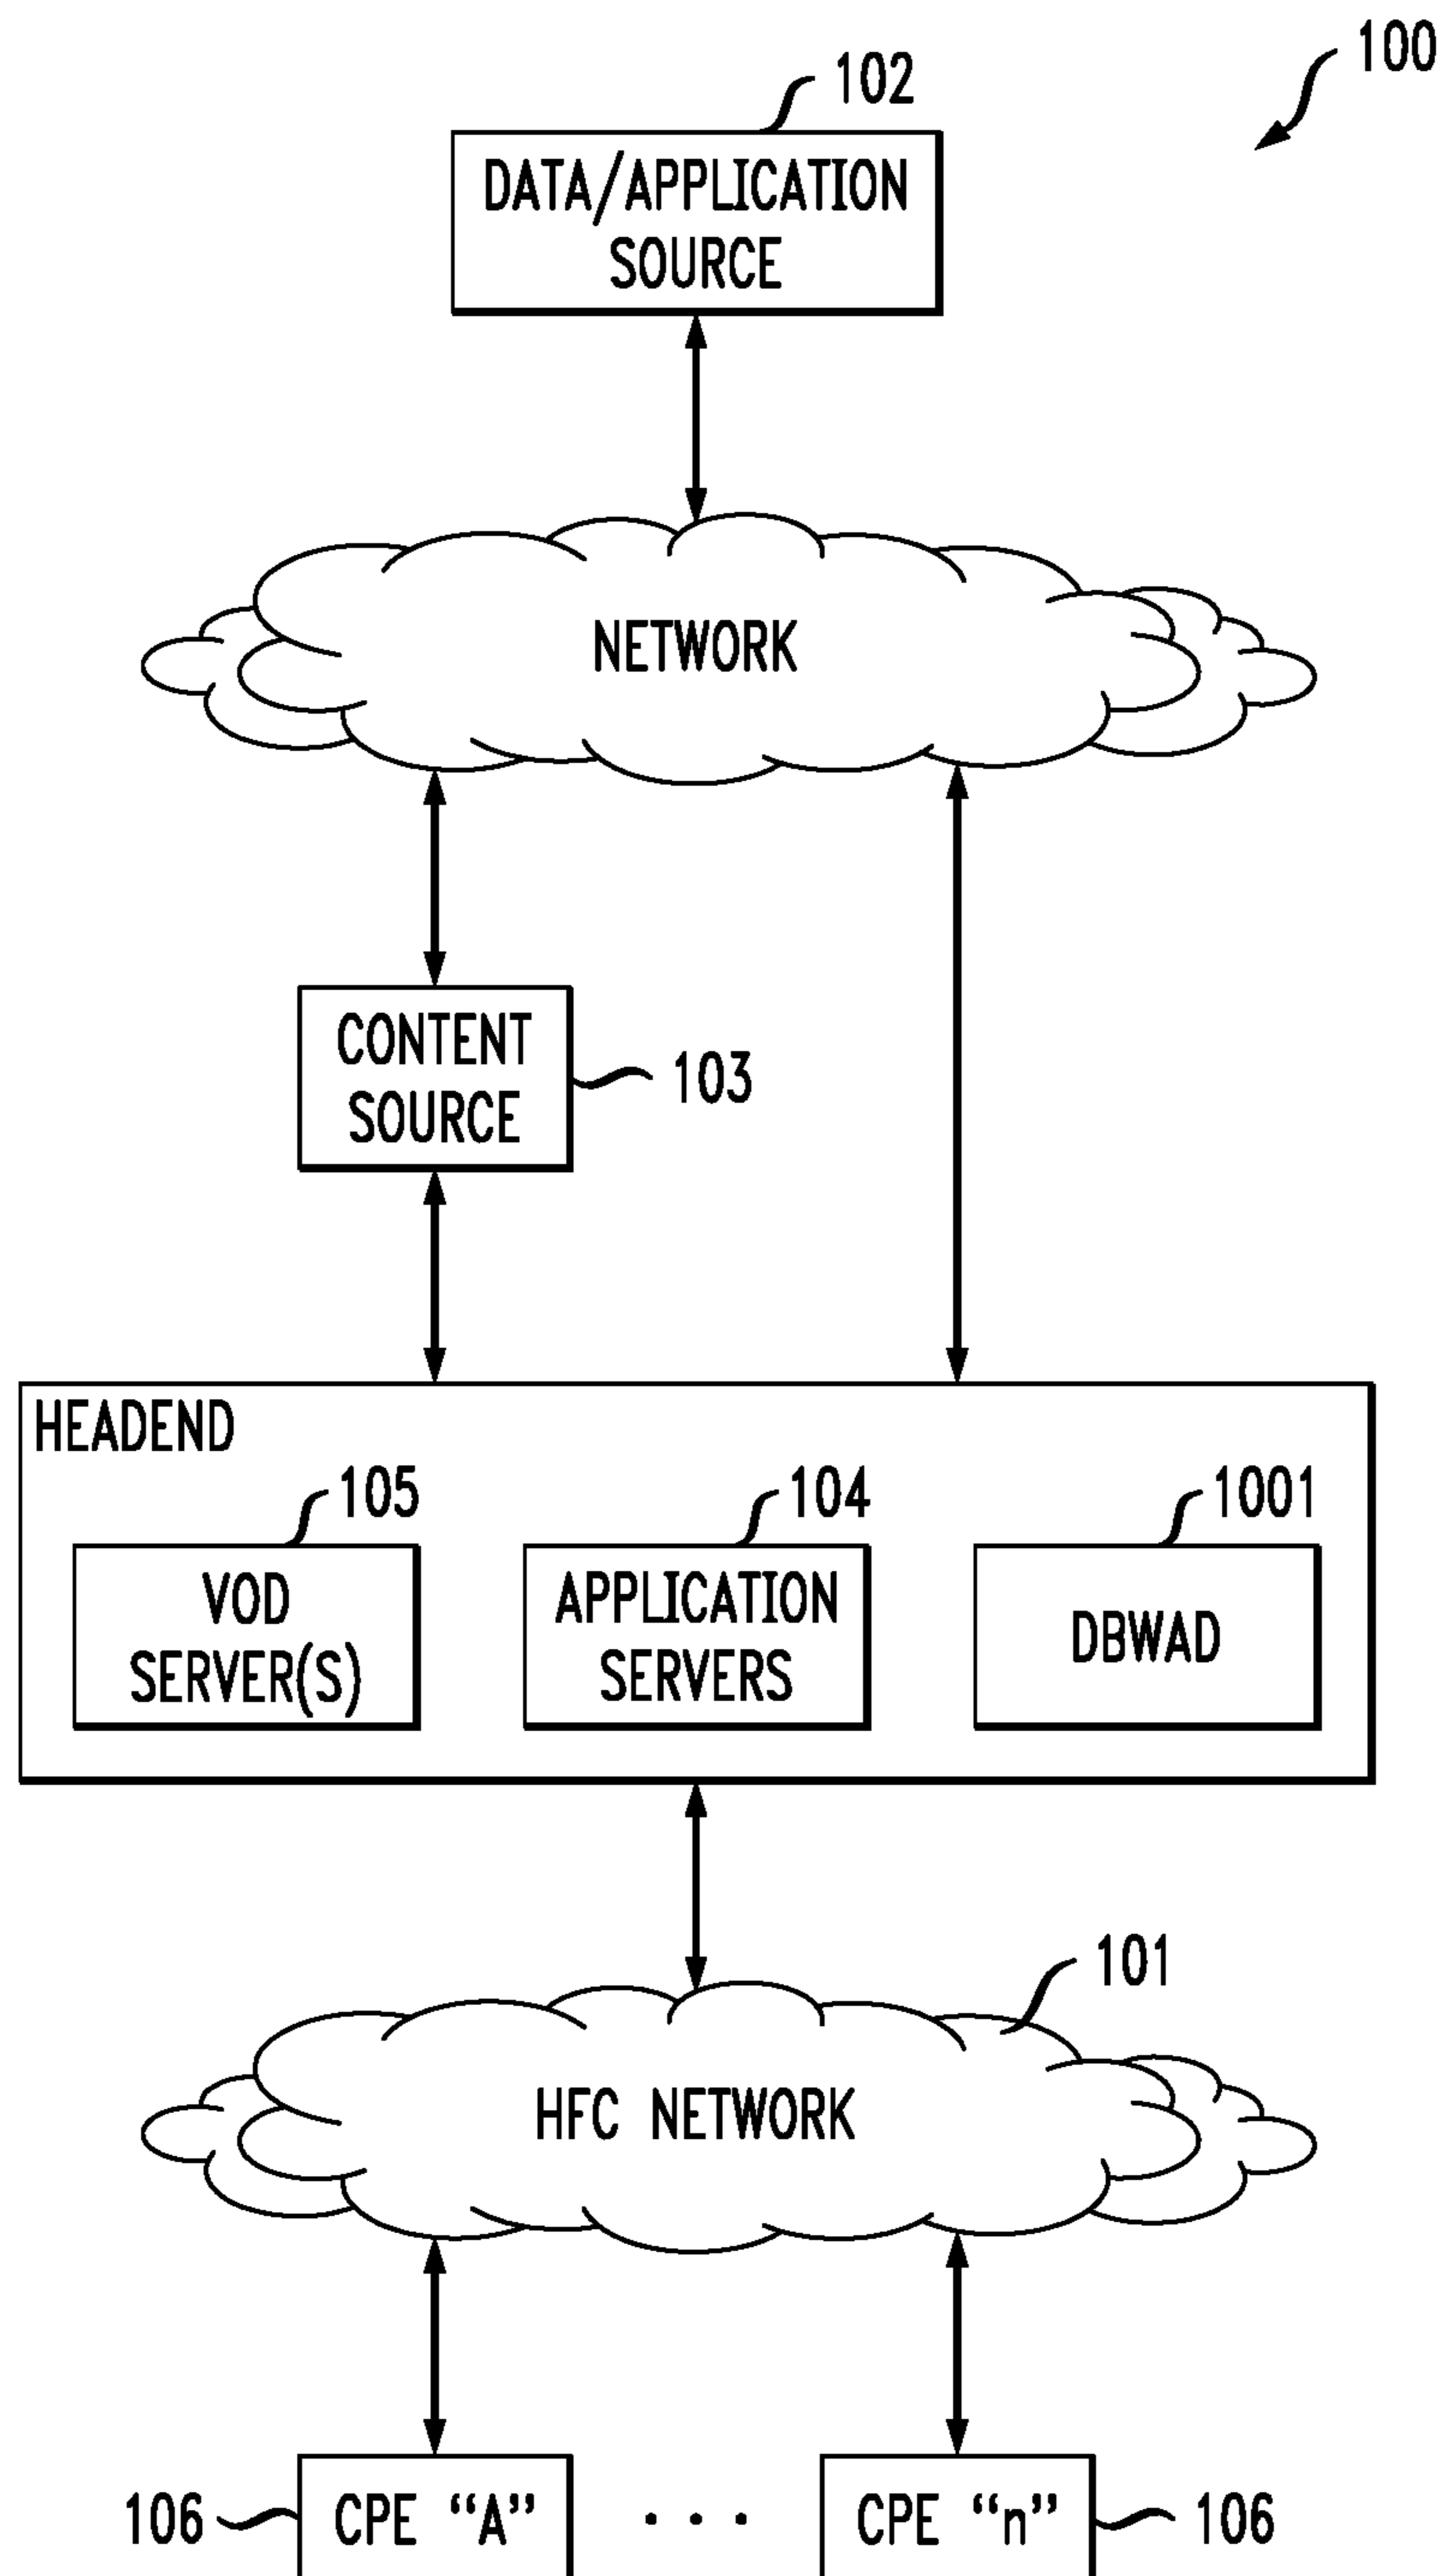 100
102
DATA/APPLICATION
SOURCE
NETWORK
CONTENT
SOURCE
103
HEADEND
105
104
1001
VOD
SERVER(S)
APPLICATION
SERVERS
DBWAD
101
HFC NETWORK
106
CPE “A”
. . .
CPE “n”
106